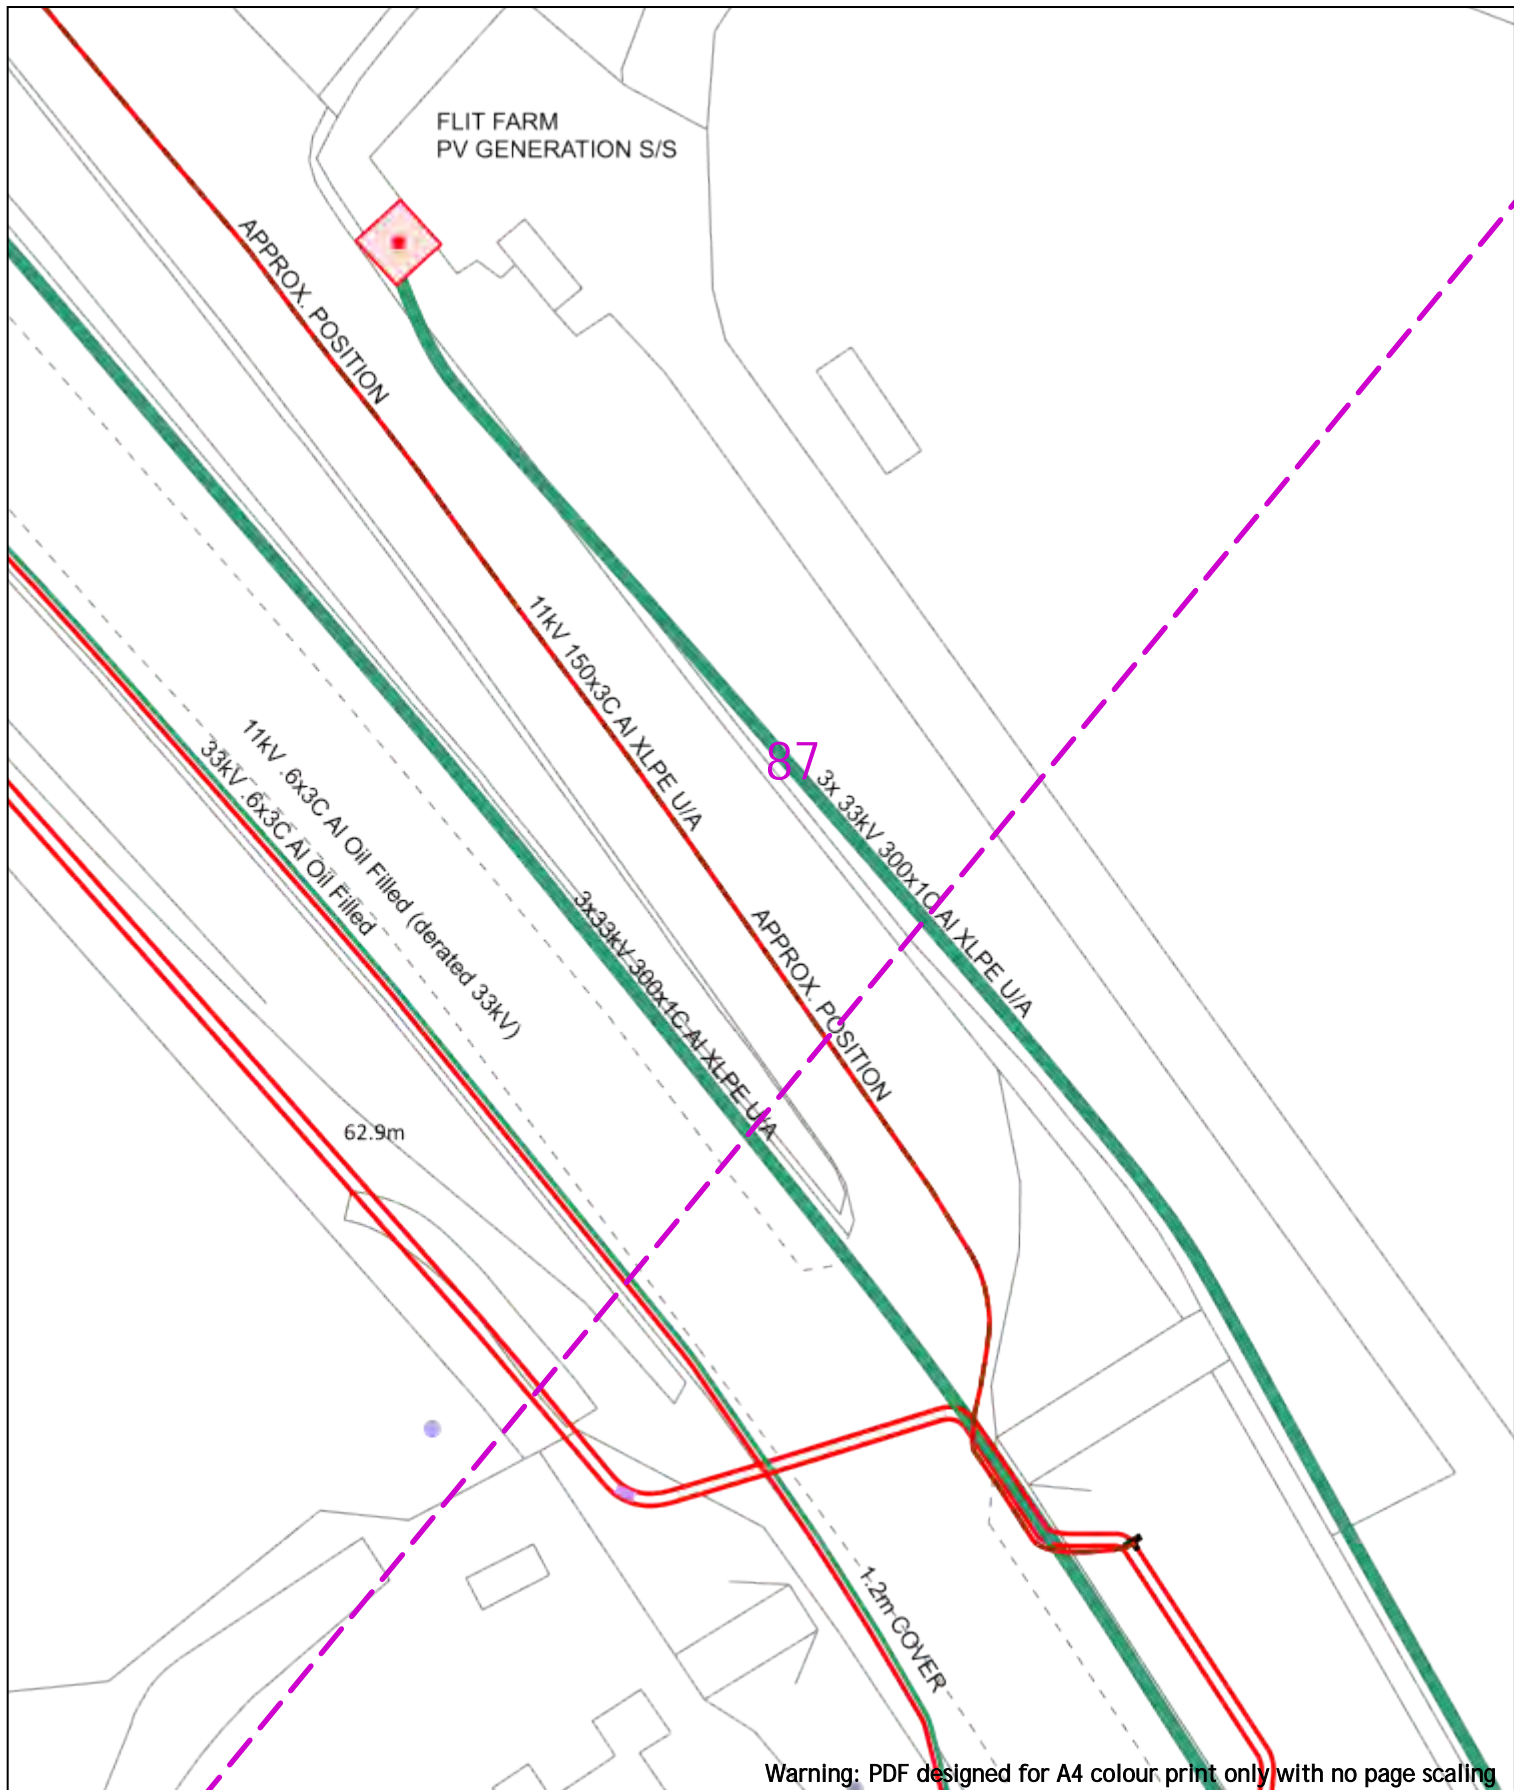 FLIT FARM
PV GENERATION S/S
APPROX. POSITION
11kV 150x3C Al XLPE U/A
87
3x 33kV 300x1C Al XLPE U/A
11kV .6x3C Al Oil Filled (derated 33kV)
33kV .6x3C Al Oil Filled
3x33kV 300x1C Al XLPE U/A
APPROX. POSITION
62.9m
1.2m COVER
Warning: PDF designed for A4 colour print only with no page scaling